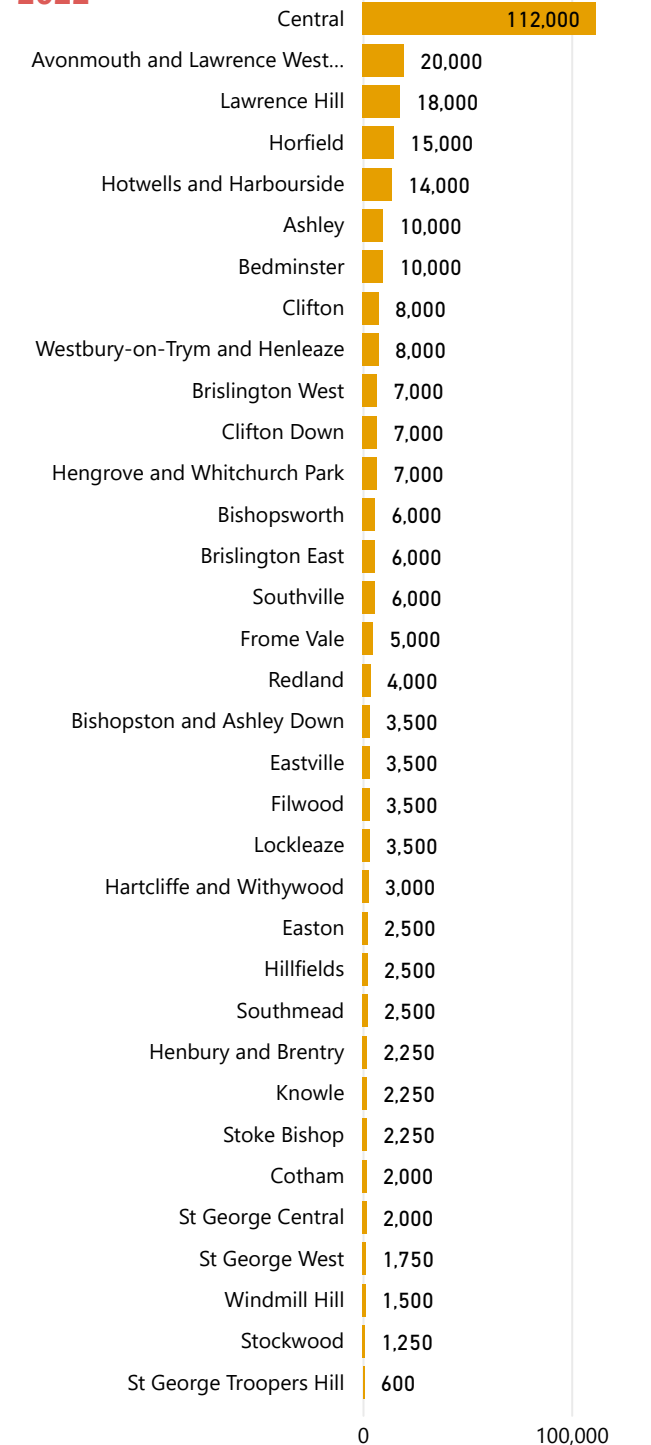 2022
Central 112,000
Avonmouth and Lawrence West... 20,000
Lawrence Hill 18,000
Horfield 15,000
Hotwells and Harbourside 14,000
Ashley 10,000
Bedminster 10,000
Clifton 8,000
Westbury-on-Trym and Henleaze 8,000
Brislington West 7,000
Clifton Down 7,000
Hengrove and Whitchurch Park 7,000
Bishopsworth 6,000
Brislington East 6,000
Southville 6,000
Frome Vale 5,000
Redland 4,000
Bishopston and Ashley Down 3,500
Eastville 3,500
Filwood 3,500
Lockleaze 3,500
Hartcliffe and Withywood 3,000
Easton 2,500
Hillfields 2,500
Southmead 2,500
Henbury and Brentry 2,250
Knowle 2,250
Stoke Bishop 2,250
Cotham 2,000
St George Central 2,000
St George West 1,750
Windmill Hill 1,500
Stockwood 1,250
St George Troopers Hill 600
0 100,000